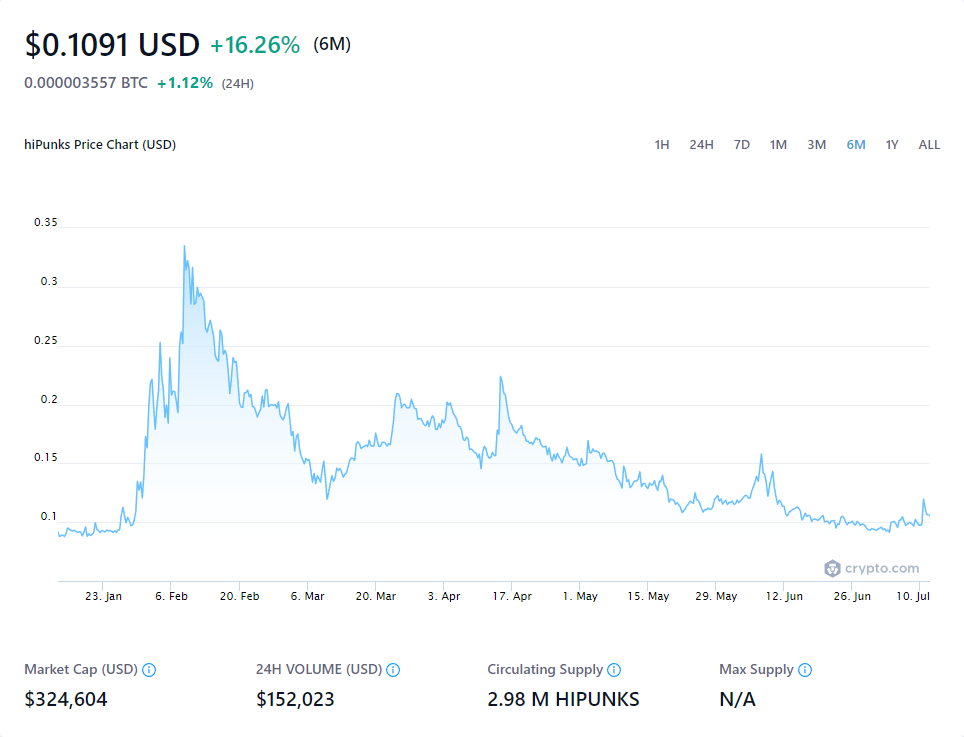 $0.1091 USD +16.26% (6M)
0.000003557 BTC +1.12% (24H)
hiPunks Price Chart (USD) 1H 24H 7D 1M 3M 6M 1Y ALL
0.35
0.3
0.25
0.2
0.15
0.1
crypto.com
23. Jan 6. Feb 20. Feb 6. Mar 20. Mar 3. Apr 17. Apr 1. May 15. May 29. May 12. Jun 26. Jun 10. Jul
Market Cap (USD) 24H VOLUME (USD) Circulating Supply Max Supply
$324,604 $152,023 2.98 M HIPUNKS N/A